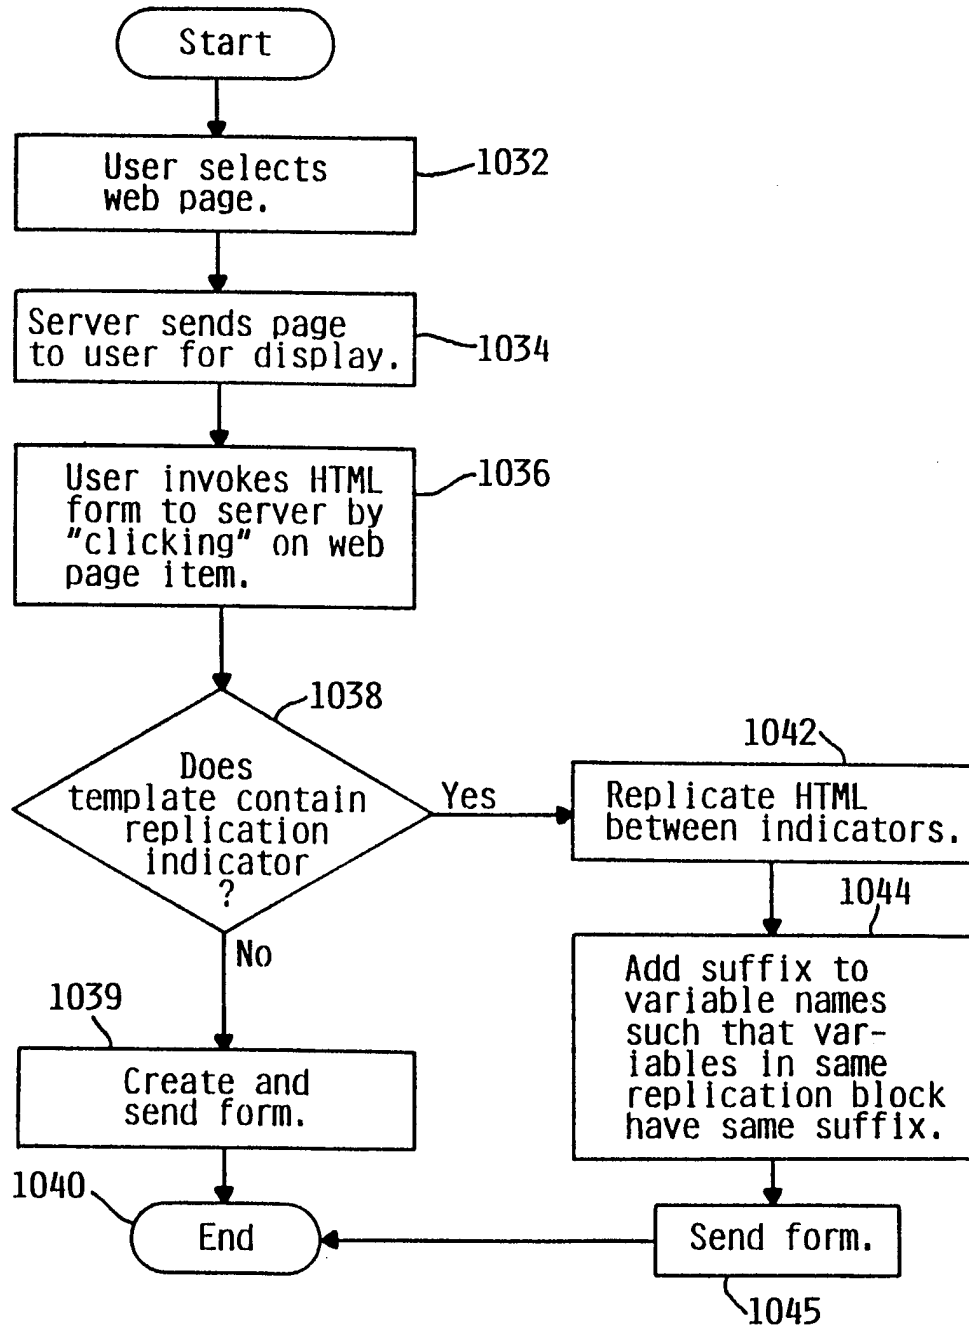 Start
User selects
web page.
1032
Server sends page
to user for display.
1034
User invokes HTML
form to server by
"clicking" on web
page item.
1036
1038
Does
template contain
replication
indicator
?
Yes
No
1042
Replicate HTML
between indicators.
1044
Add suffix to
variable names
such that var-
iables in same
replication block
have same suffix.
1039
Create and
send form.
1040
End
Send form.
1045